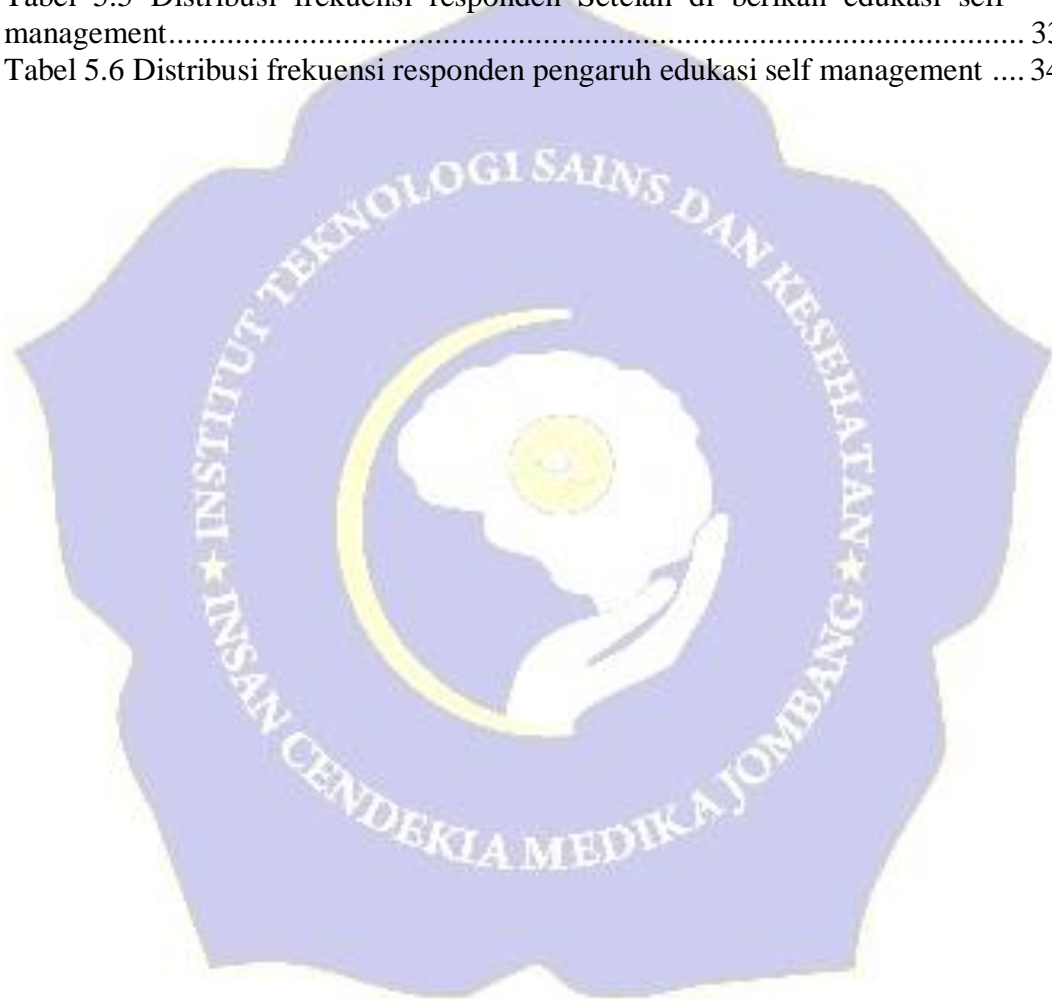 Tabel 5.5 Distribusi frekuensi responden Setelah di berikan edukasi self
management.................................................................................................. 33
Tabel 5.6 Distribusi frekuensi responden pengaruh edukasi self management .... 34
INSTITUT TEKNOLOGI SAINS DAN KESEHATAN
★ INSAN CENDEKIA MEDIKA JOMBANG ★